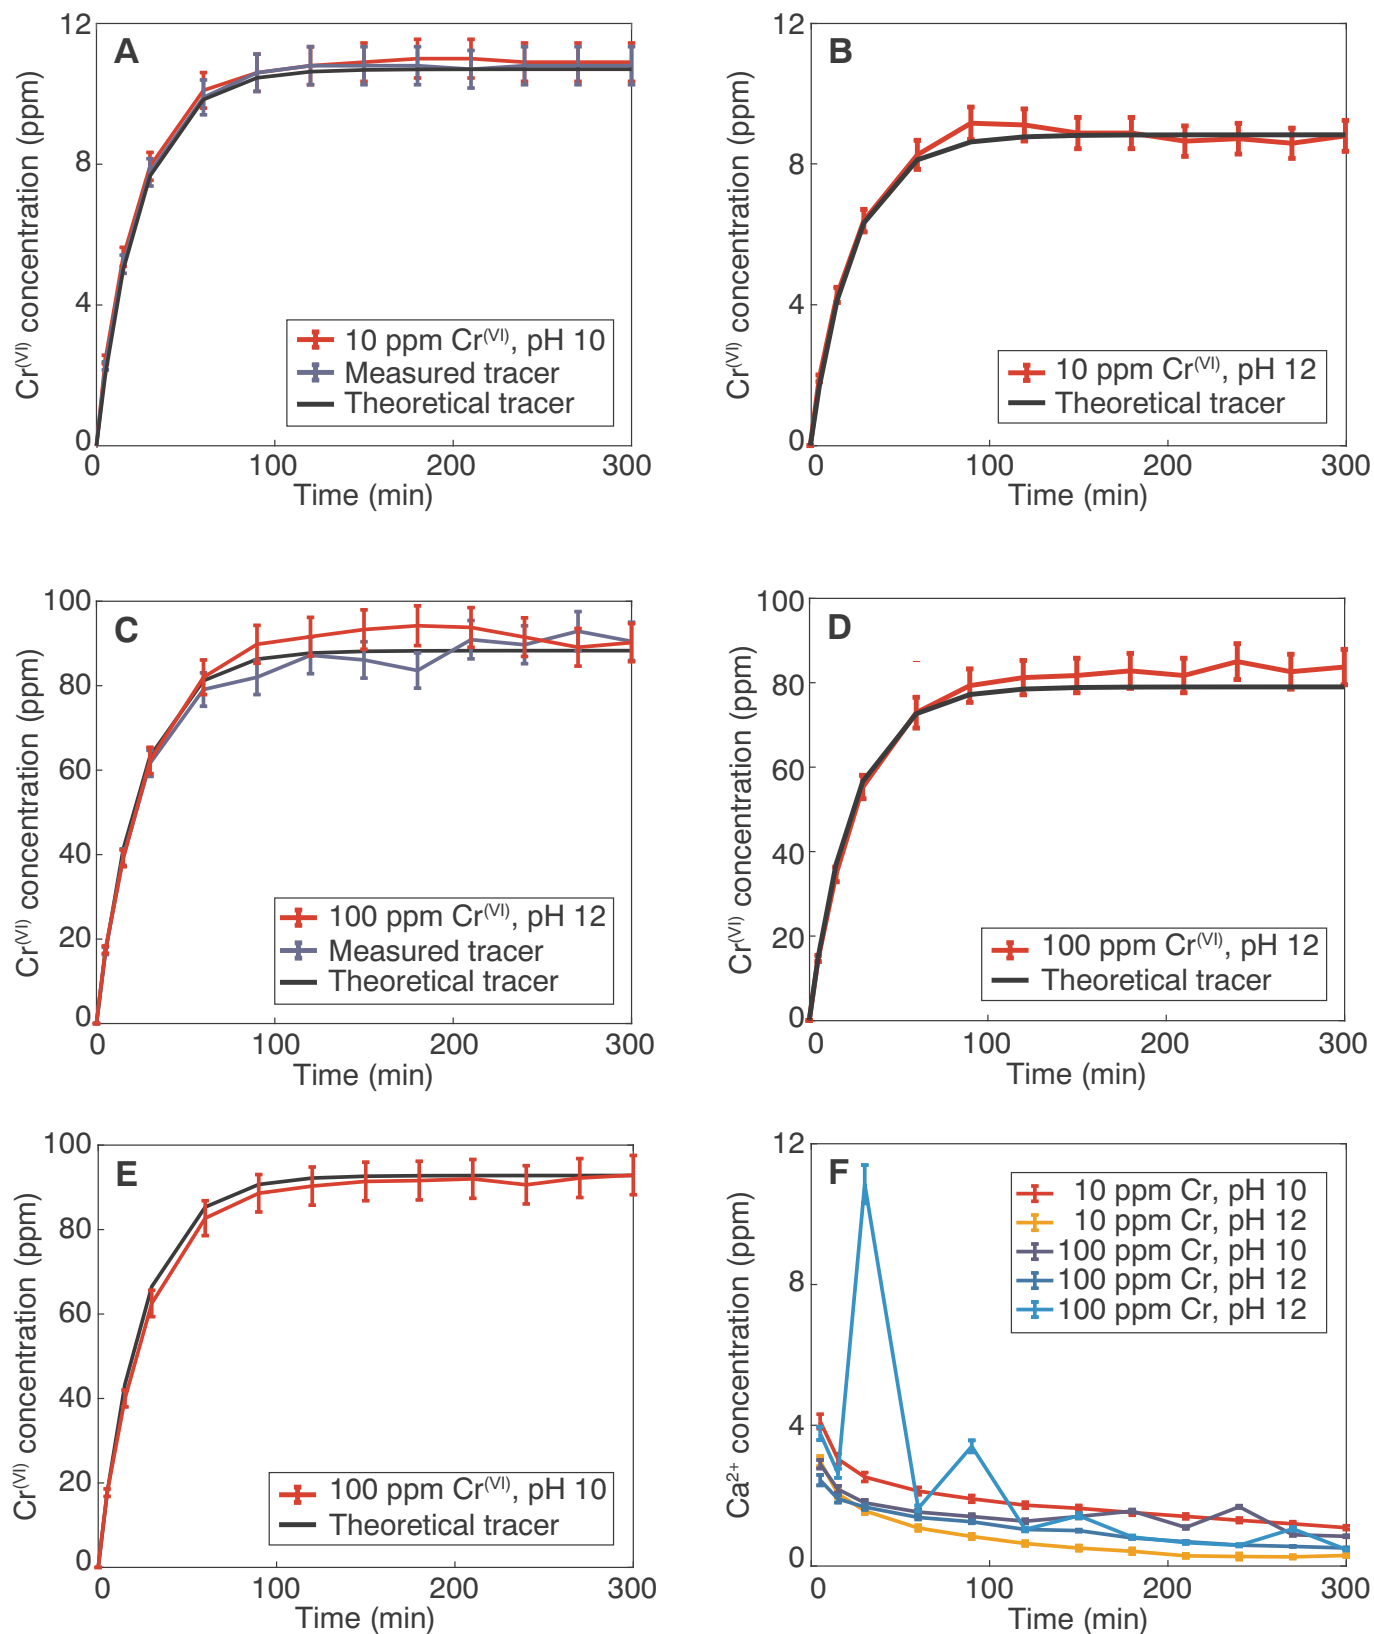 A
Cr(VI) concentration (ppm)
12
8
4
0
0 100 200 300
Time (min)
10 ppm Cr(VI), pH 10
Measured tracer
Theoretical tracer
B
Cr(VI) concentration (ppm)
12
8
4
0
0 100 200 300
Time (min)
10 ppm Cr(VI), pH 12
Theoretical tracer
C
Cr(VI) concentration (ppm)
100
80
60
40
20
0
0 100 200 300
Time (min)
100 ppm Cr(VI), pH 12
Measured tracer
Theoretical tracer
D
Cr(VI) concentration (ppm)
100
80
60
40
20
0
0 100 200 300
Time (min)
100 ppm Cr(VI), pH 12
Theoretical tracer
E
Cr(VI) concentration (ppm)
100
80
60
40
20
0
0 100 200 300
Time (min)
100 ppm Cr(VI), pH 10
Theoretical tracer
F
Ca2+ concentration (ppm)
12
8
4
0
0 100 200 300
Time (min)
10 ppm Cr, pH 10
10 ppm Cr, pH 12
100 ppm Cr, pH 10
100 ppm Cr, pH 12
100 ppm Cr, pH 12